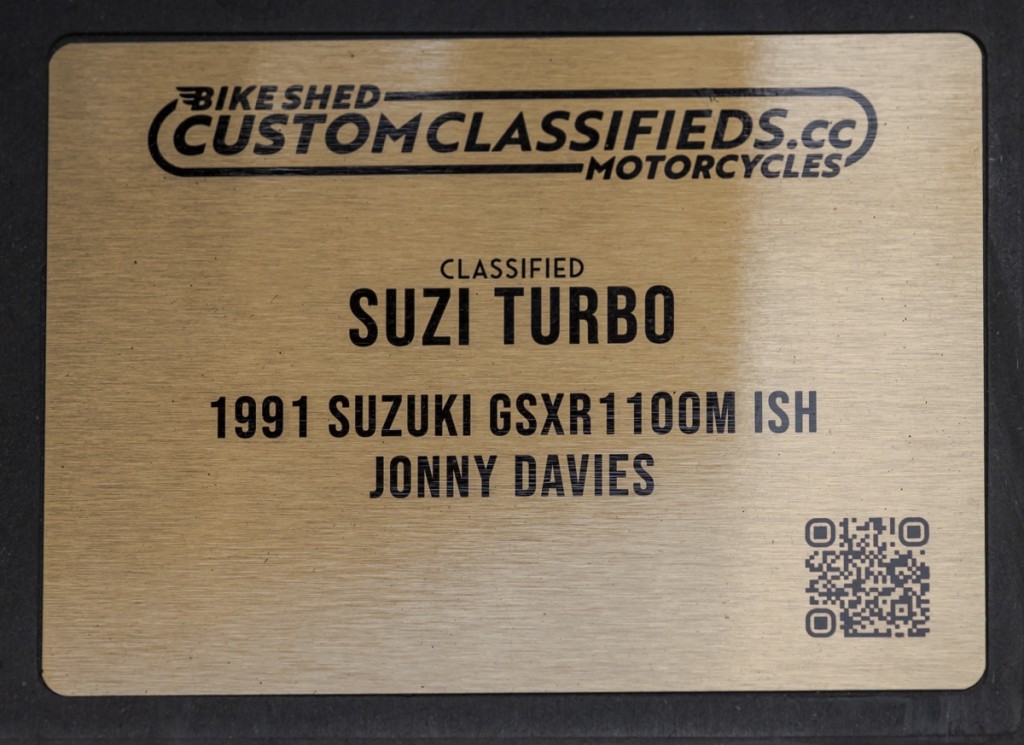 BIKE SHED
CUSTOMCLASSIFIEDS.cc
MOTORCYCLES
CLASSIFIED
SUZI TURBO
1991 SUZUKI GSXR1100M ISH
JONNY DAVIES